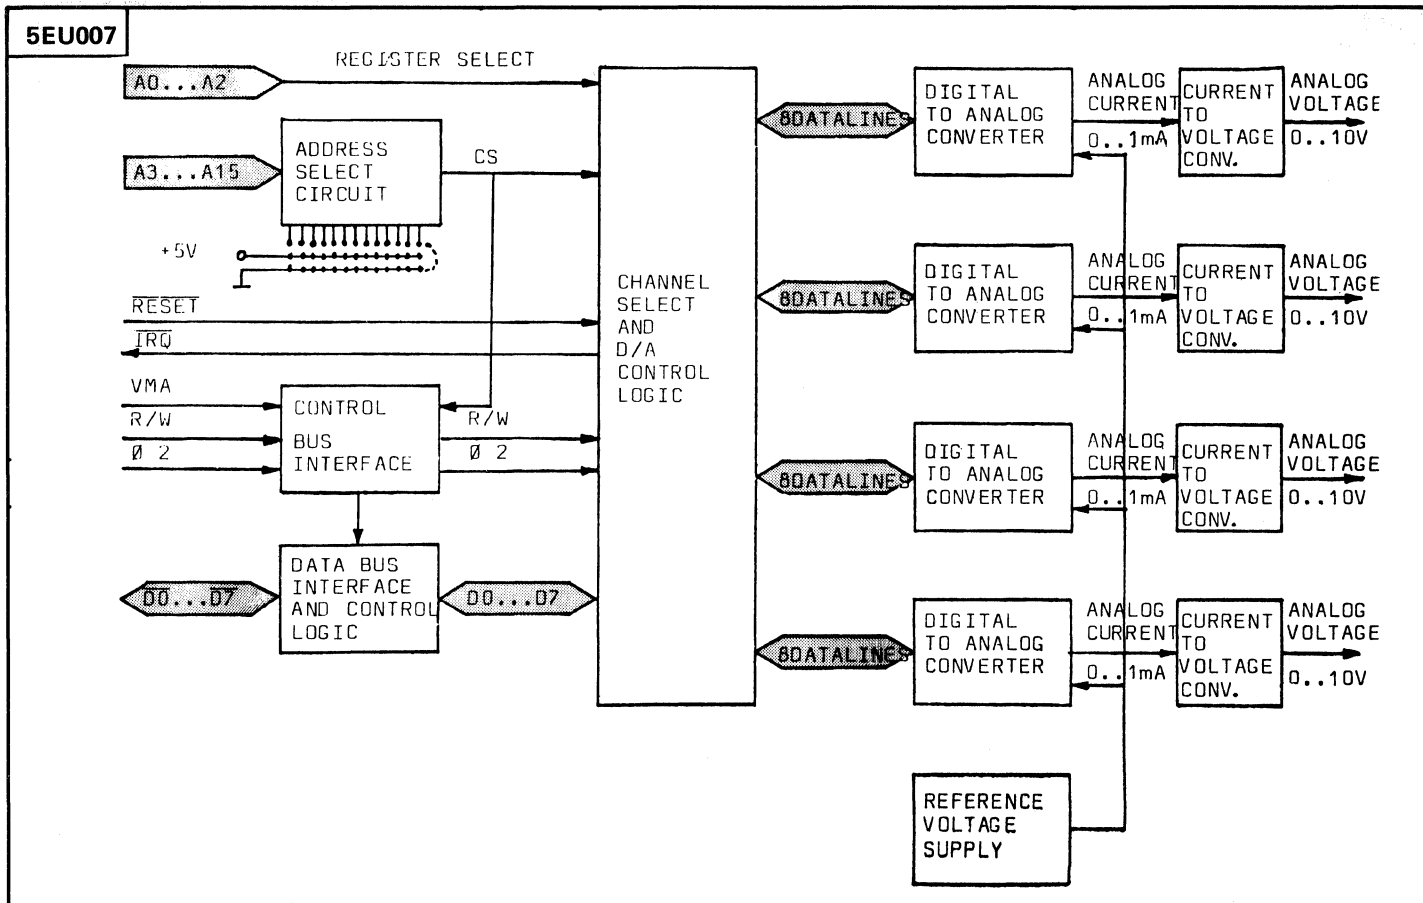 5EU007
A0...A2
REGISTER SELECT
A3...A15
ADDRESS
SELECT
CIRCUIT
CS
+5V
RESET
IRQ
VMA
R/W
Ø 2
CONTROL
BUS
INTERFACE
R/W
Ø 2
D0...D7
DATA BUS
INTERFACE
AND CONTROL
LOGIC
D0...D7
CHANNEL
SELECT
AND
D/A
CONTROL
LOGIC
8DATALINES
DIGITAL
TO ANALOG
CONVERTER
ANALOG
CURRENT
0..1mA
CURRENT
TO
VOLTAGE
CONV.
ANALOG
VOLTAGE
0..10V
8DATALINES
DIGITAL
TO ANALOG
CONVERTER
ANALOG
CURRENT
0..1mA
CURRENT
TO
VOLTAGE
CONV.
ANALOG
VOLTAGE
0..10V
8DATALINES
DIGITAL
TO ANALOG
CONVERTER
ANALOG
CURRENT
0..1mA
CURRENT
TO
VOLTAGE
CONV.
ANALOG
VOLTAGE
0..10V
8DATALINES
DIGITAL
TO ANALOG
CONVERTER
ANALOG
CURRENT
0..1mA
CURRENT
TO
VOLTAGE
CONV.
ANALOG
VOLTAGE
0..10V
REFERENCE
VOLTAGE
SUPPLY